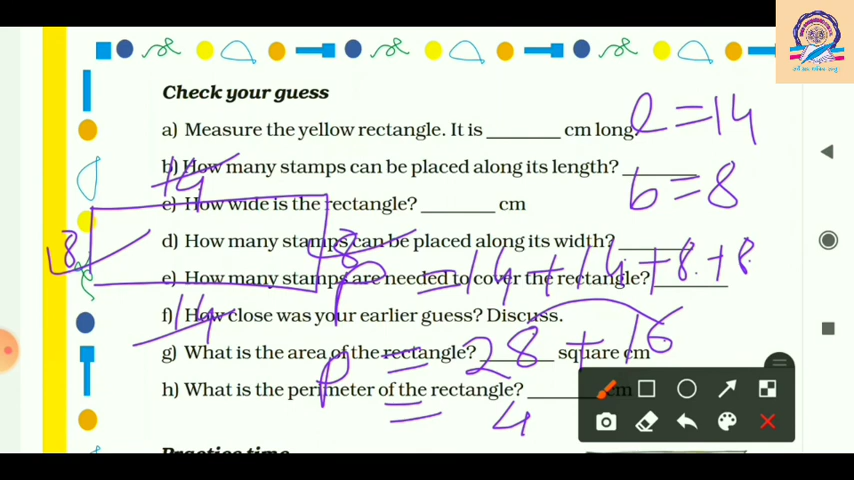 Check your guess
a) Measure the yellow rectangle. It is ________ cm long.
l = 14
b) How many stamps can be placed along its length? ________
14
b = 8
c) How wide is the rectangle? ________ cm
d) How many stamps can be placed along its width? ________
8
8
e) How many stamps are needed to cover the rectangle? ________
P = 14 + 14 + 8 + 8
f) How close was your earlier guess? Discuss.
14
g) What is the area of the rectangle? ________ square cm
P = 28 + 16
h) What is the perimeter of the rectangle? ________ cm
= 4
Practice time